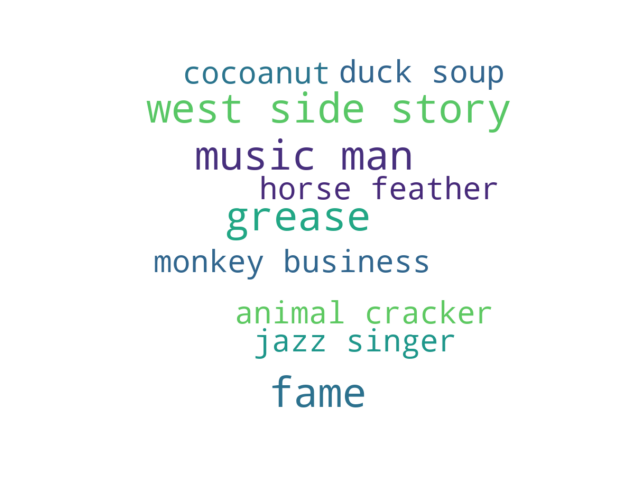 cocoanut duck soup
west side story
music man
horse feather
grease
monkey business
animal cracker
jazz singer
fame